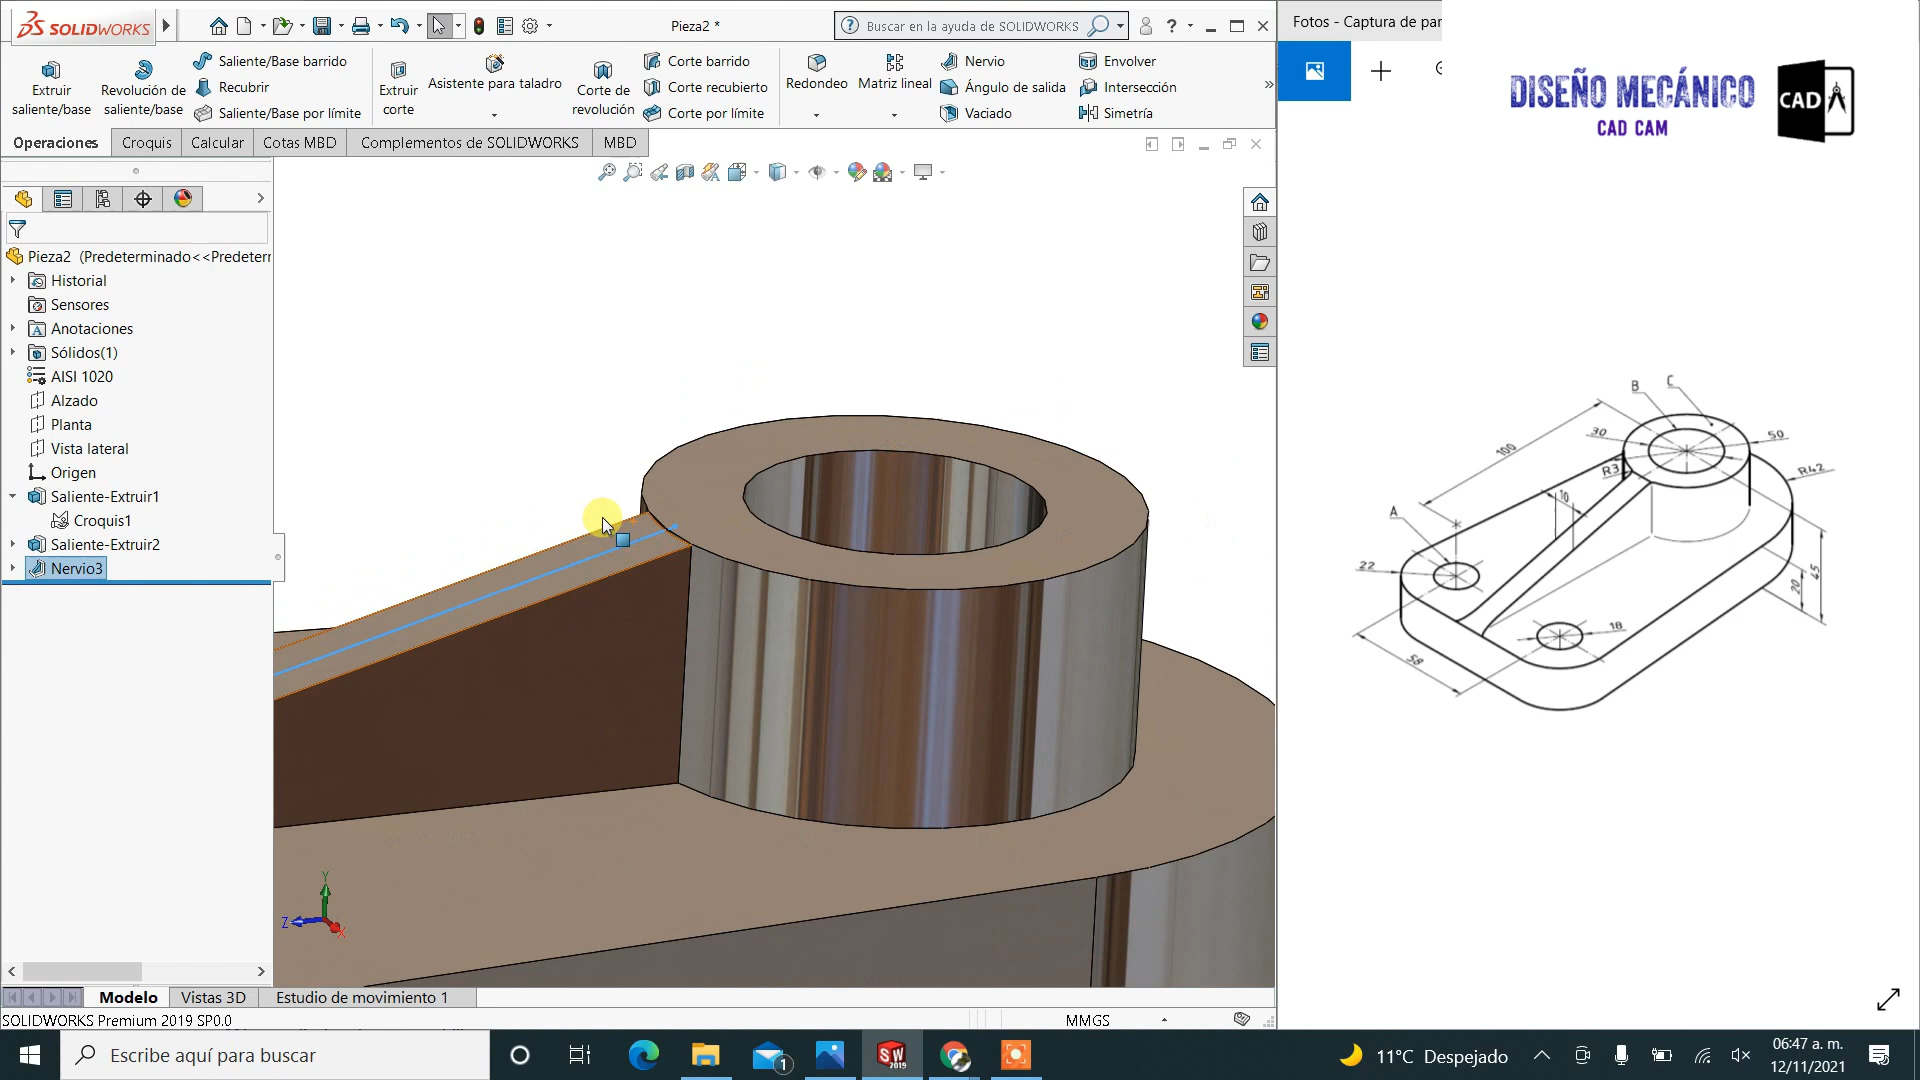 SOLIDWORKS
Pieza2 *
Buscar en la ayuda de SOLIDWORKS
?
Fotos - Captura de par
Extruir
saliente/base
Revolución de
saliente/base
Saliente/Base barrido
Recubrir
Saliente/Base por límite
Extruir
corte
Asistente para taladro
Corte de
revolución
Corte barrido
Corte recubierto
Corte por límite
Redondeo
Matriz lineal
Nervio
Ángulo de salida
Vaciado
Envolver
Intersección
Simetría
Operaciones
Croquis
Calcular
Cotas MBD
Complementos de SOLIDWORKS
MBD
DISEÑO MECÁNICO
CAD CAM
CAD
Pieza2 (Predeterminado<<Predeterr
Historial
Sensores
Anotaciones
Sólidos(1)
AISI 1020
Alzado
Planta
Vista lateral
Origen
Saliente-Extruir1
Croquis1
Saliente-Extruir2
Nervio3
Y
Z
X
B
C
30
50
100
R3
R42
10
A
22
45
20
18
58
Modelo
Vistas 3D
Estudio de movimiento 1
SOLIDWORKS Premium 2019 SP0.0
MMGS
Escribe aquí para buscar
1
SW
2019
11°C Despejado
06:47 a. m.
12/11/2021